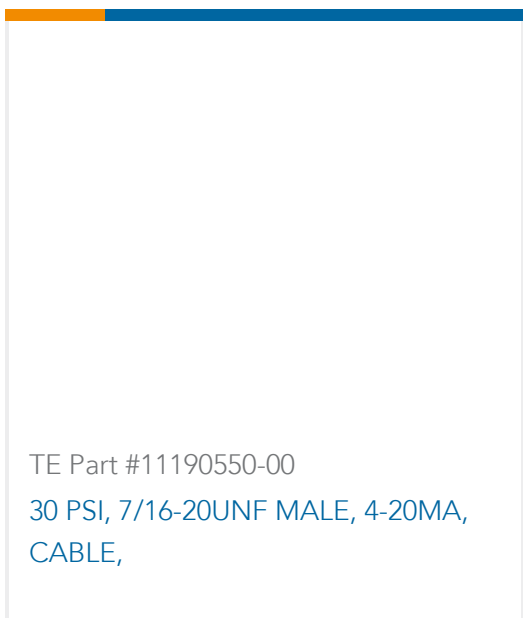 TE Part #11190550-00
30 PSI, 7/16-20UNF MALE, 4-20MA,
CABLE,